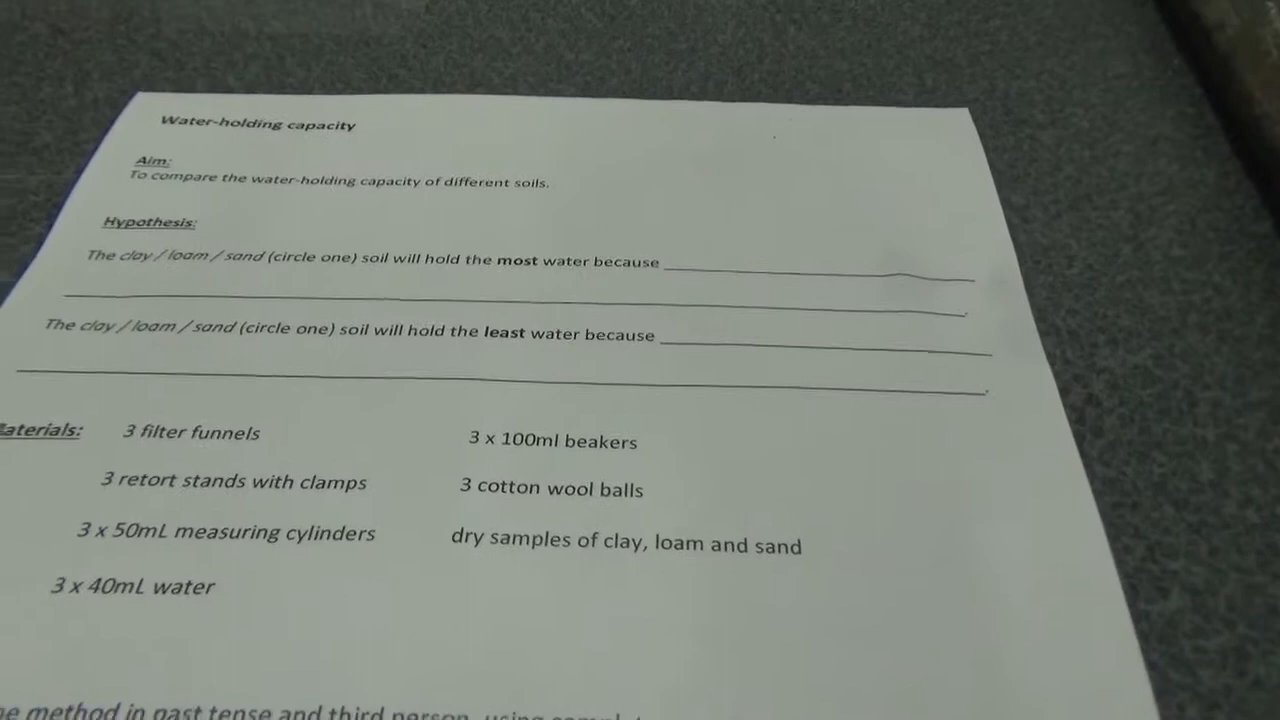 Water-holding capacity
Aim:
To compare the water-holding capacity of different soils.
Hypothesis:
The clay / loam / sand (circle one) soil will hold the most water because
The clay / loam / sand (circle one) soil will hold the least water because
Materials: 3 filter funnels 3 x 100ml beakers
3 retort stands with clamps 3 cotton wool balls
3 x 50mL measuring cylinders dry samples of clay, loam and sand
3 x 40mL water
method in past tense and third person, using